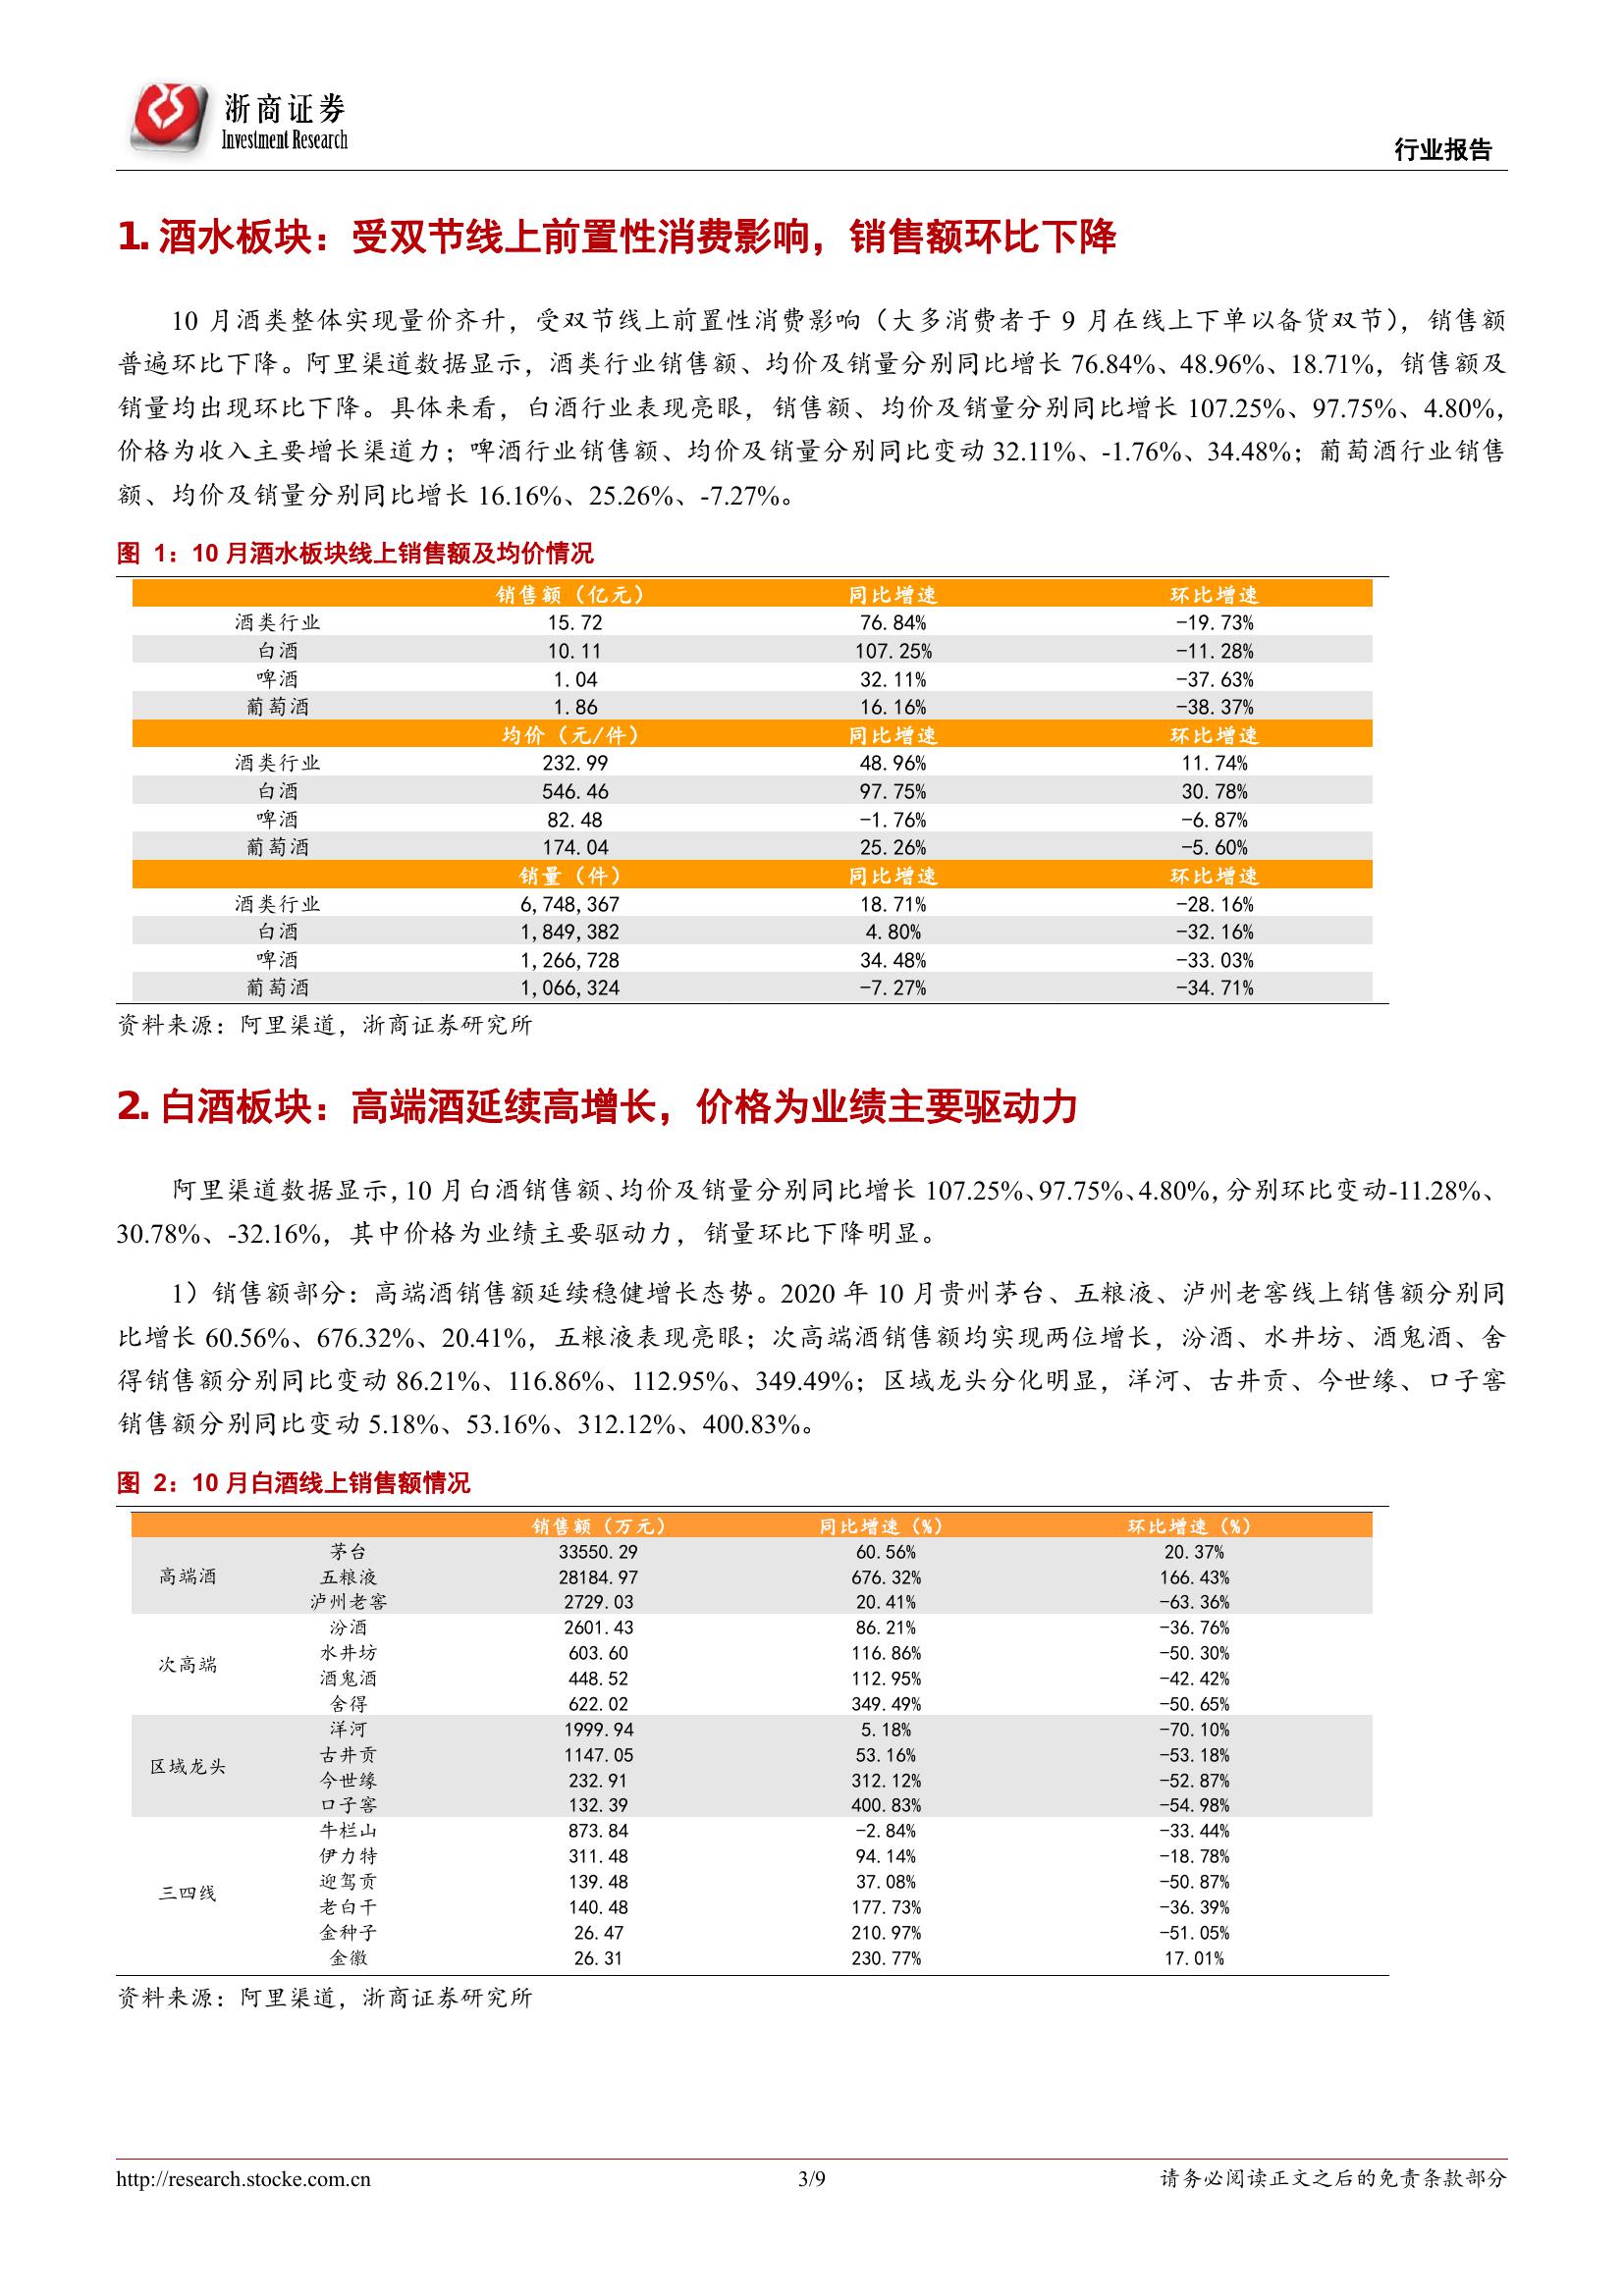 浙商证券
Investment Research
行业报告
1. 酒水板块：受双节线上前置性消费影响，销售额环比下降
10 月酒类整体实现量价齐升，受双节线上前置性消费影响（大多消费者于 9 月在线上下单以备货双节），销售额
普遍环比下降。阿里渠道数据显示，酒类行业销售额、均价及销量分别同比增长 76.84%、48.96%、18.71%，销售额及
销量均出现环比下降。具体来看，白酒行业表现亮眼，销售额、均价及销量分别同比增长 107.25%、97.75%、4.80%，
价格为收入主要增长渠道力；啤酒行业销售额、均价及销量分别同比变动 32.11%、-1.76%、34.48%；葡萄酒行业销售
额、均价及销量分别同比增长 16.16%、25.26%、-7.27%。
图 1：10 月酒水板块线上销售额及均价情况
销售额（亿元） 同比增速 环比增速
酒类行业 15.72 76.84% -19.73%
白酒 10.11 107.25% -11.28%
啤酒 1.04 32.11% -37.63%
葡萄酒 1.86 16.16% -38.37%
均价（元/件） 同比增速 环比增速
酒类行业 232.99 48.96% 11.74%
白酒 546.46 97.75% 30.78%
啤酒 82.48 -1.76% -6.87%
葡萄酒 174.04 25.26% -5.60%
销量（件） 同比增速 环比增速
酒类行业 6,748,367 18.71% -28.16%
白酒 1,849,382 4.80% -32.16%
啤酒 1,266,728 34.48% -33.03%
葡萄酒 1,066,324 -7.27% -34.71%
资料来源：阿里渠道，浙商证券研究所
2. 白酒板块：高端酒延续高增长，价格为业绩主要驱动力
阿里渠道数据显示，10 月白酒销售额、均价及销量分别同比增长 107.25%、97.75%、4.80%，分别环比变动-11.28%、
30.78%、-32.16%，其中价格为业绩主要驱动力，销量环比下降明显。
1）销售额部分：高端酒销售额延续稳健增长态势。2020 年 10 月贵州茅台、五粮液、泸州老窖线上销售额分别同
比增长 60.56%、676.32%、20.41%，五粮液表现亮眼；次高端酒销售额均实现两位增长，汾酒、水井坊、酒鬼酒、舍
得销售额分别同比变动 86.21%、116.86%、112.95%、349.49%；区域龙头分化明显，洋河、古井贡、今世缘、口子窖
销售额分别同比变动 5.18%、53.16%、312.12%、400.83%。
图 2：10 月白酒线上销售额情况
销售额（万元） 同比增速（%） 环比增速（%）
茅台 33550.29 60.56% 20.37%
高端酒 五粮液 28184.97 676.32% 166.43%
泸州老窖 2729.03 20.41% -63.36%
汾酒 2601.43 86.21% -36.76%
水井坊 603.60 116.86% -50.30%
次高端
酒鬼酒 448.52 112.95% -42.42%
舍得 622.02 349.49% -50.65%
洋河 1999.94 5.18% -70.10%
古井贡 1147.05 53.16% -53.18%
区域龙头
今世缘 232.91 312.12% -52.87%
口子窖 132.39 400.83% -54.98%
牛栏山 873.84 -2.84% -33.44%
伊力特 311.48 94.14% -18.78%
迎驾贡 139.48 37.08% -50.87%
三四线
老白干 140.48 177.73% -36.39%
金种子 26.47 210.97% -51.05%
金徽 26.31 230.77% 17.01%
资料来源：阿里渠道，浙商证券研究所
http://research.stocke.com.cn 3/9 请务必阅读正文之后的免责条款部分